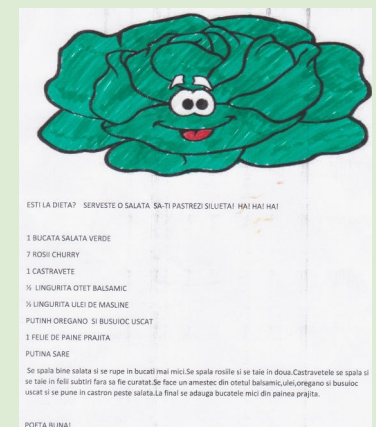 ESTI LA DIETA? SERVESTE O SALATA SA-TI PASTREZI SILUETA! HA! HA! HA!
1 BUCATA SALATA VERDE
7 ROSII CHURRY
1 CASTRAVETE
½ LINGURITA OTET BALSAMIC
½ LINGURITA ULEI DE MASLINE
PUTINH OREGANO SI BUSUIOC USCAT
1 FELIE DE PAINE PRAJITA
PUTINA SARE
Se spala bine salata si se rupe in bucati mai mici.Se spala rosiile si se taie in doua.Castravetele se spala si
se taie in felii subtiri fara sa fie curatat.Se face un amestec din otetul balsamic,ulei,oregano si busuioc
uscat si se pune in castron peste salata.La final se adauga bucatele mici din painea prajita.
POFTA BUNA!